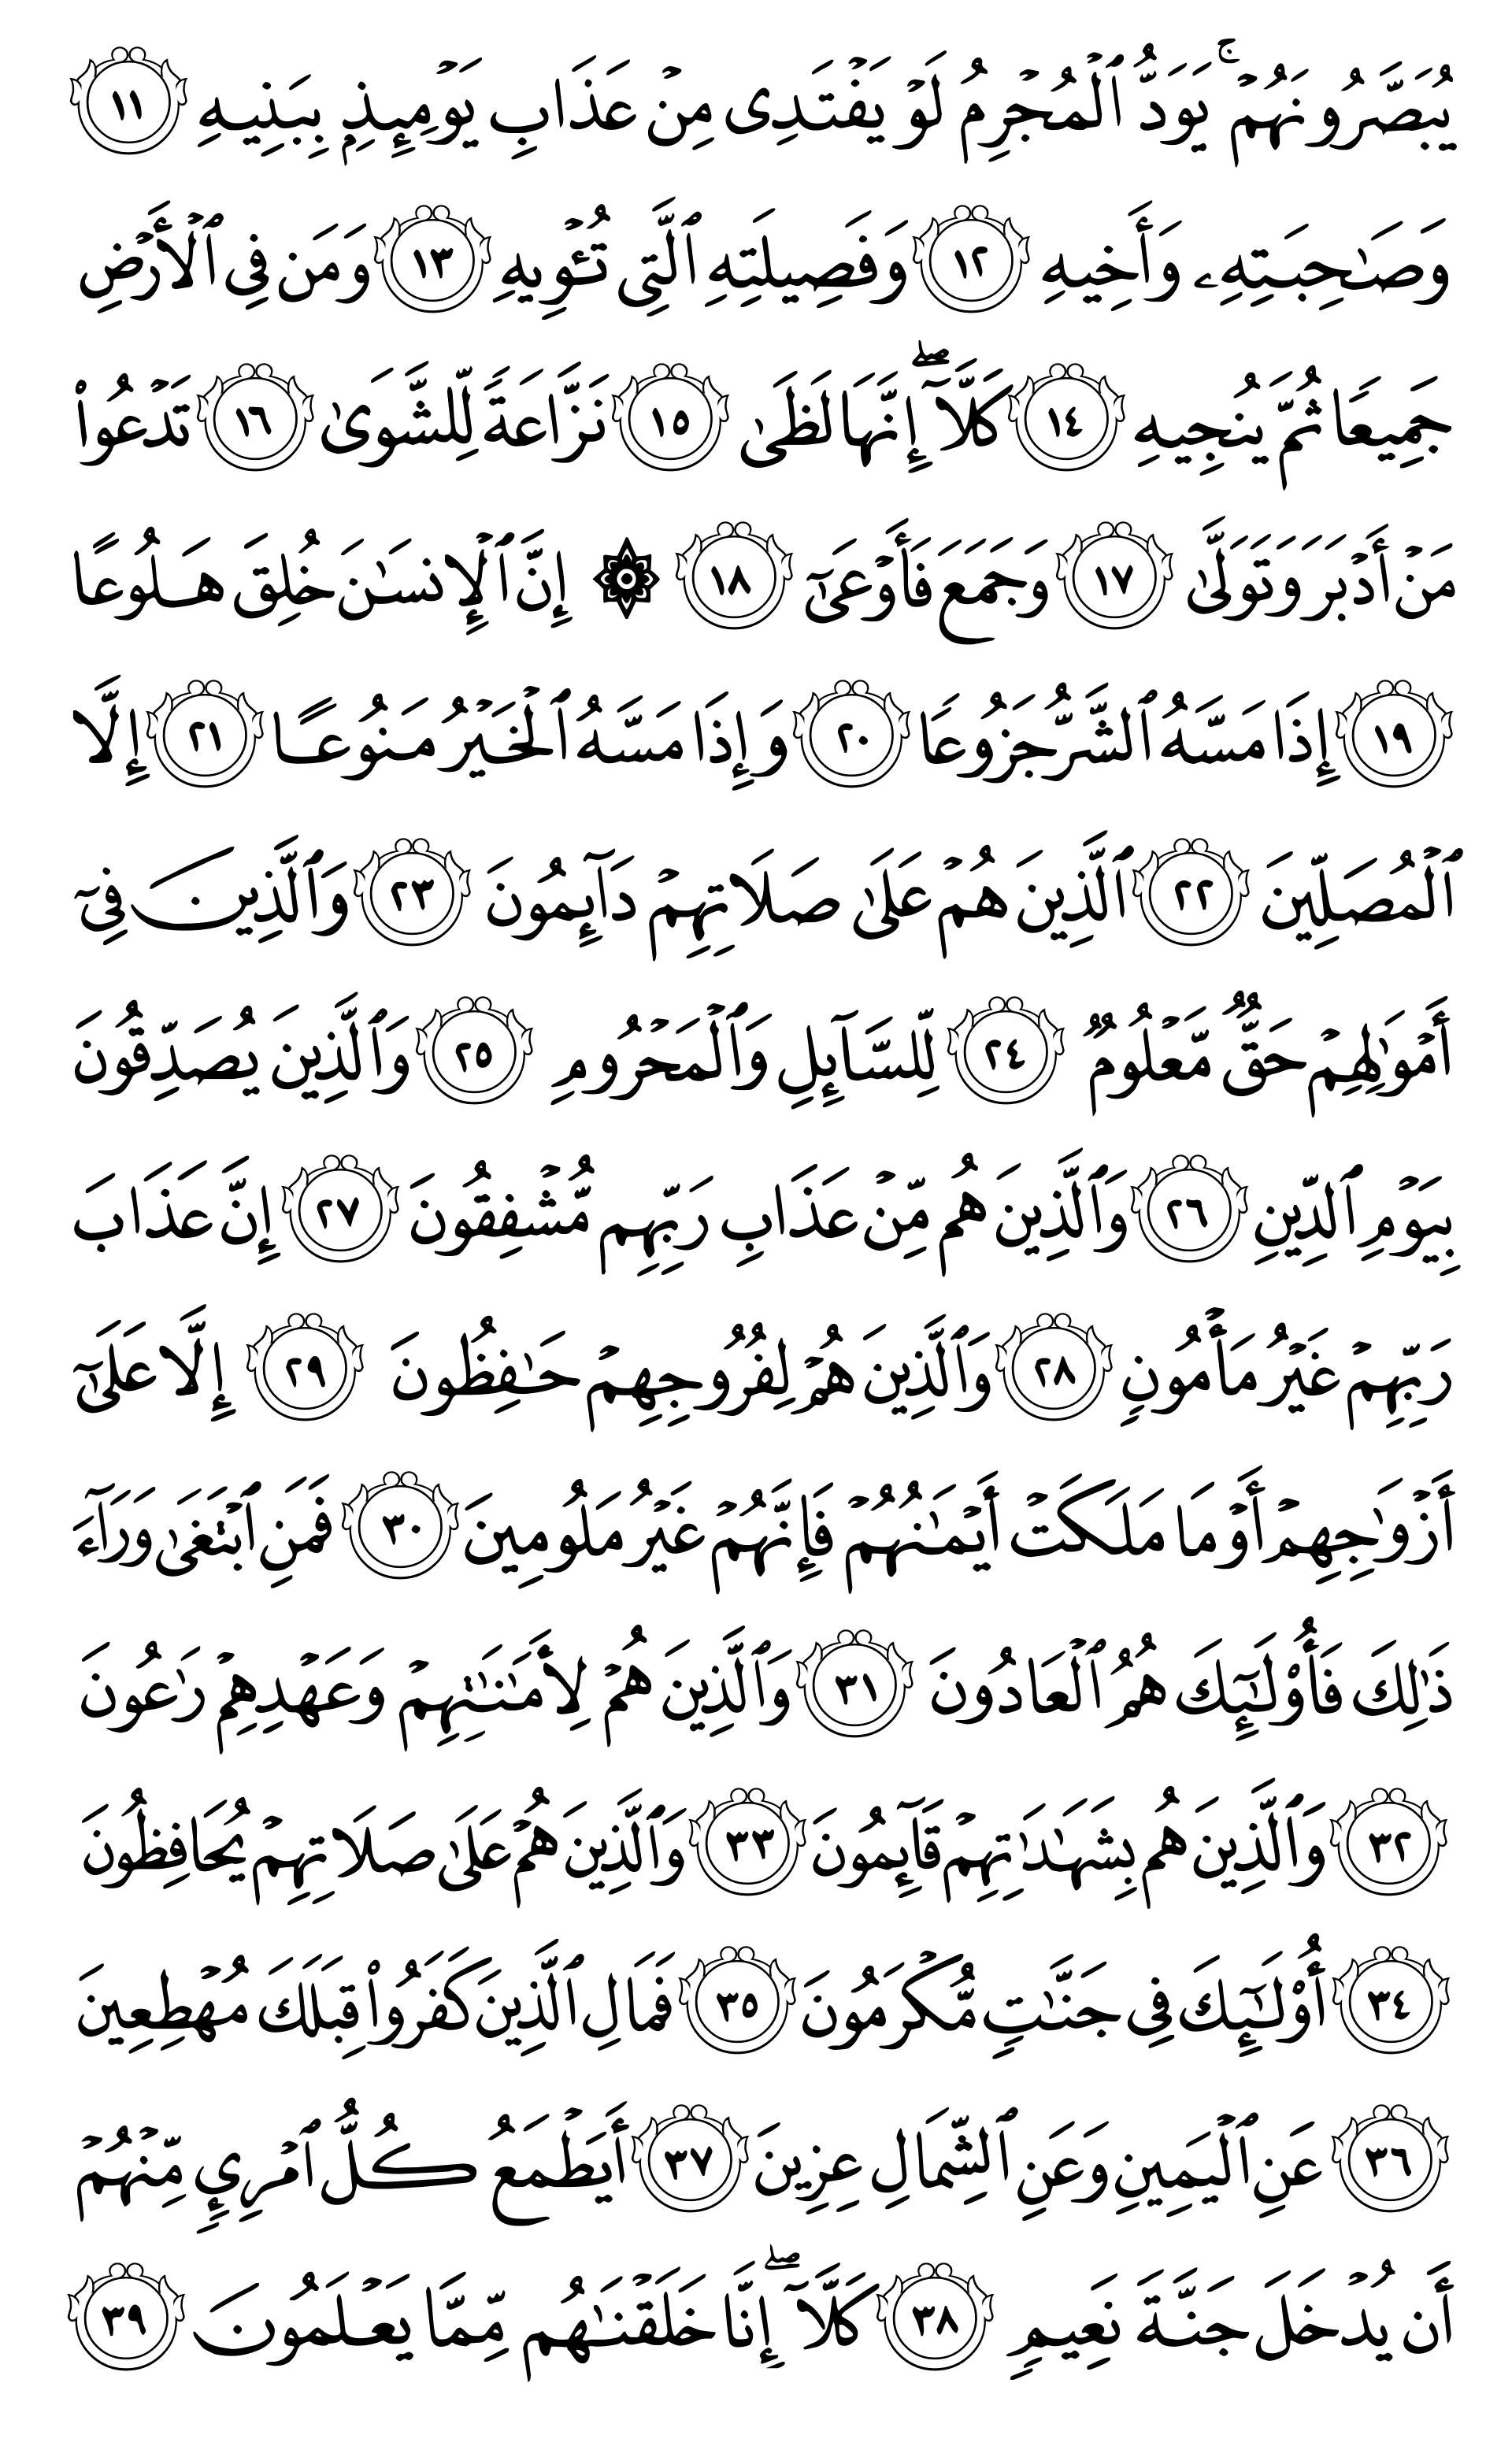 يُبَصَّرُونَهُمۡۚ يَوَدُّ ٱلۡمُجۡرِمُ لَوۡ يَفۡتَدِى مِنۡ عَذَابِ يَوۡمِئِذِۭ بِبَنِيهِ ١١
وَصَـٰحِبَتِهِۦ وَأَخِيهِ ١٢ وَفَصِيلَتِهِ ٱلَّتِى تُـٔۡوِيهِ ١٣ وَمَن فِى ٱلۡأَرۡضِ
جَمِيعًا ثُمَّ يُنجِيهِ ١٤ كَلَّآۖ إِنَّهَا لَظَىٰ ١٥ نَزَّاعَةً لِّلشَّوَىٰ ١٦ تَدۡعُوا۟
مَنۡ أَدۡبَرَ وَتَوَلَّىٰ ١٧ وَجَمَعَ فَأَوۡعَىٰٓ ١٨ ۞ إِنَّ ٱلۡإِنسَـٰنَ خُلِقَ هَلُوعًا
١٩ إِذَا مَسَّهُ ٱلشَّرُّ جَزُوعًا ٢٠ وَإِذَا مَسَّهُ ٱلۡخَيۡرُ مَنُوعًا ٢١ إِلَّا
ٱلۡمُصَلِّينَ ٢٢ ٱلَّذِينَ هُمۡ عَلَىٰ صَلَاتِهِمۡ دَآئِمُونَ ٢٣ وَٱلَّذِينَ فِىٓ
أَمۡوَٰلِهِمۡ حَقٌّ مَّعۡلُومٌ ٢٤ لِّلسَّآئِلِ وَٱلۡمَحۡرُومِ ٢٥ وَٱلَّذِينَ يُصَدِّقُونَ
بِيَوۡمِ ٱلدِّينِ ٢٦ وَٱلَّذِينَ هُم مِّنۡ عَذَابِ رَبِّهِم مُّشۡفِقُونَ ٢٧ إِنَّ عَذَابَ
رَبِّهِمۡ غَيۡرُ مَأۡمُونٍ ٢٨ وَٱلَّذِينَ هُمۡ لِفُرُوجِهِمۡ حَـٰفِظُونَ ٢٩ إِلَّا عَلَىٰٓ
أَزۡوَٰجِهِمۡ أَوۡ مَا مَلَكَتۡ أَيۡمَـٰنُهُمۡ فَإِنَّهُمۡ غَيۡرُ مَلُومِينَ ٣٠ فَمَنِ ٱبۡتَغَىٰ وَرَآءَ
ذَٰلِكَ فَأُو۟لَـٰٓئِكَ هُمُ ٱلۡعَادُونَ ٣١ وَٱلَّذِينَ هُمۡ لِأَمَـٰنَـٰتِهِمۡ وَعَهۡدِهِمۡ رَٰعُونَ
٣٢ وَٱلَّذِينَ هُم بِشَهَـٰدَٰتِهِمۡ قَآئِمُونَ ٣٣ وَٱلَّذِينَ هُمۡ عَلَىٰ صَلَاتِهِمۡ يُحَافِظُونَ
٣٤ أُو۟لَـٰٓئِكَ فِى جَنَّـٰتٍ مُّكۡرَمُونَ ٣٥ فَمَالِ ٱلَّذِينَ كَفَرُوا۟ قِبَلَكَ مُهۡطِعِينَ
٣٦ عَنِ ٱلۡيَمِينِ وَعَنِ ٱلشِّمَالِ عِزِينَ ٣٧ أَيَطۡمَعُ كُلُّ ٱمۡرِئٍ مِّنۡهُمۡ
أَن يُدۡخَلَ جَنَّةَ نَعِيمٍ ٣٨ كَلَّآۖ إِنَّا خَلَقۡنَـٰهُم مِّمَّا يَعۡلَمُونَ ٣٩